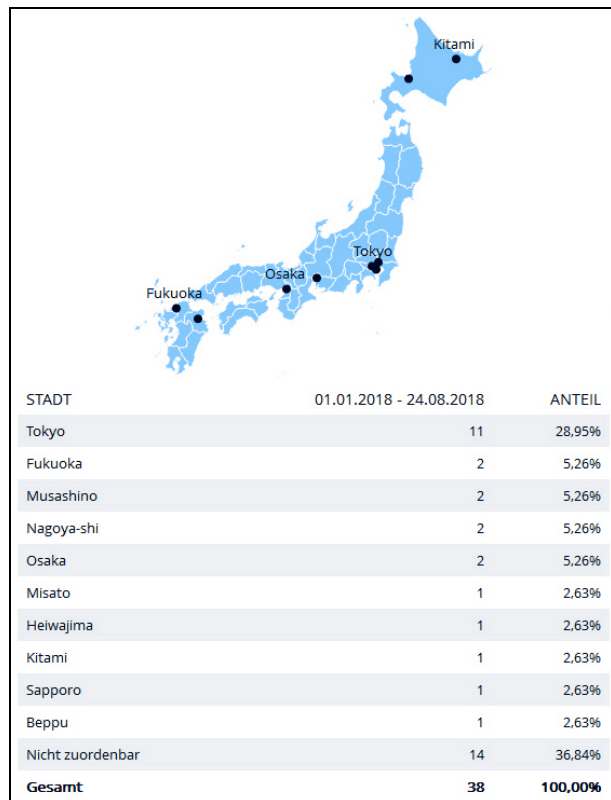 Kitami
Tokyo
Osaka
Fukuoka
STADT 01.01.2018 - 24.08.2018 ANTEIL
Tokyo 11 28,95%
Fukuoka 2 5,26%
Musashino 2 5,26%
Nagoya-shi 2 5,26%
Osaka 2 5,26%
Misato 1 2,63%
Heiwajima 1 2,63%
Kitami 1 2,63%
Sapporo 1 2,63%
Beppu 1 2,63%
Nicht zuordenbar 14 36,84%
Gesamt 38 100,00%